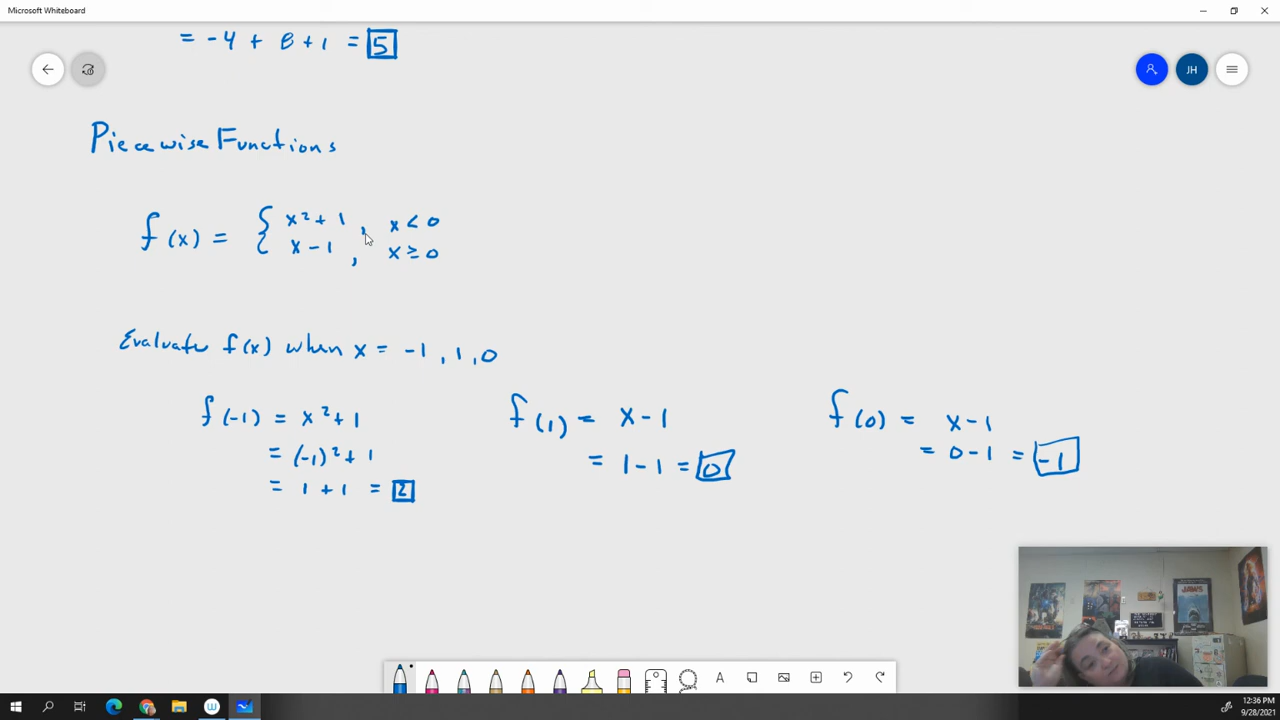 Microsoft Whiteboard
= -4 + 8 + 1 = 5
JH
Piecewise Functions
f(x) = { x² + 1 , x < 0
x - 1 , x ≥ 0
Evaluate f(x) when x = -1, 1, 0
f(-1) = x² + 1
= (-1)² + 1
= 1 + 1 = 2
f(1) = x - 1
= 1 - 1 = 0
f(0) = x - 1
= 0 - 1 = -1
JAWS
A
12:36 PM
9/28/2021